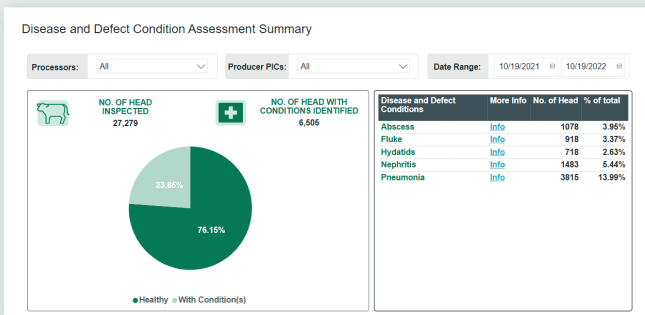 Disease and Defect Condition Assessment Summary
Processors: All Producer PICs: All Date Range: 10/19/2021 10/19/2022
NO. OF HEAD
INSPECTED
27,279
NO. OF HEAD WITH
CONDITIONS IDENTIFIED
6,505
23.85%
76.15%
Healthy With Condition(s)
Disease and Defect
Conditions More Info No. of Head % of total
Abscess Info 1078 3.95%
Fluke Info 918 3.37%
Hydatids Info 718 2.63%
Nephritis Info 1483 5.44%
Pneumonia Info 3815 13.99%